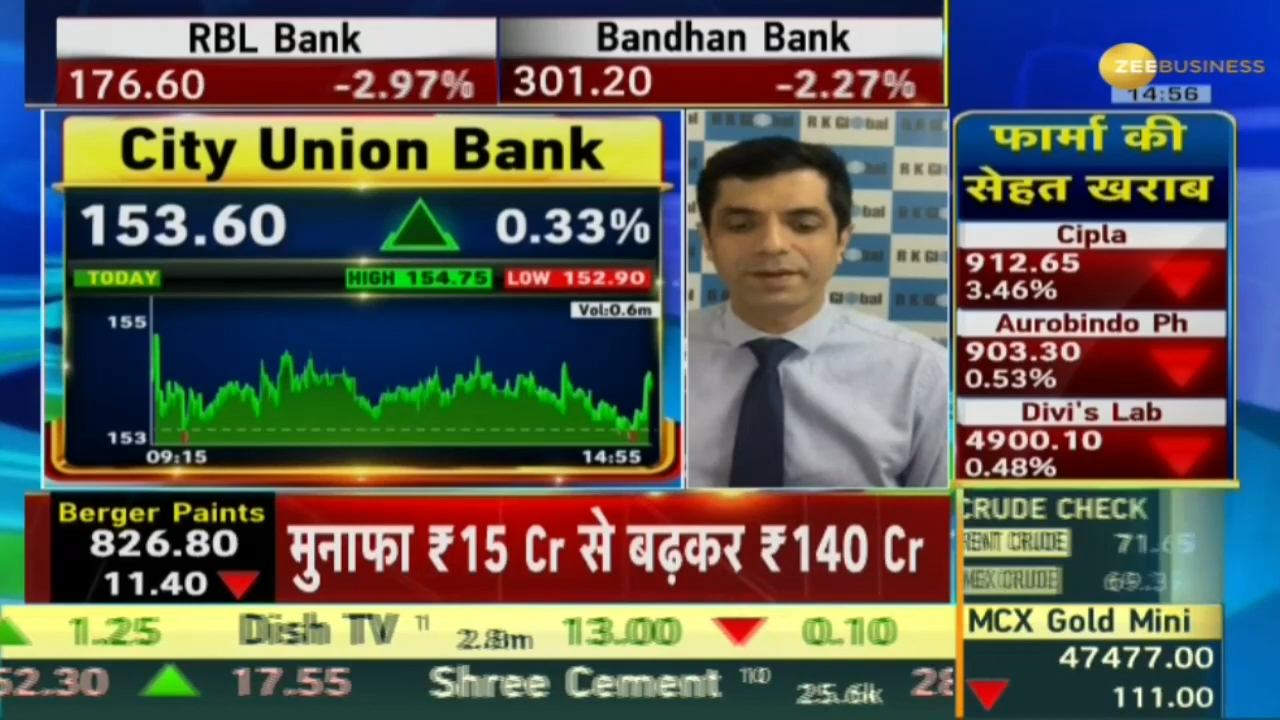 RBL Bank
176.60 -2.97%
Bandhan Bank
301.20 -2.27%
ZEEBUSINESS
14:56
City Union Bank
153.60 0.33%
TODAY HIGH 154.75 LOW 152.90
Vol:0.6m
155
153
09:15 14:55
R K Global
फार्मा की
सेहत खराब
Cipla
912.65
3.46%
Aurobindo Ph
903.30
0.53%
Divi's Lab
4900.10
0.48%
Berger Paints
826.80
11.40
मुनाफा ₹15 Cr से बढ़कर ₹140 Cr
CRUDE CHECK
CRUDE
CRUDE
MCX Gold Mini
47477.00
111.00
1.25 Dish TV 2.8m 13.00 0.10
52.30 17.55 Shree Cement 25.6k 28